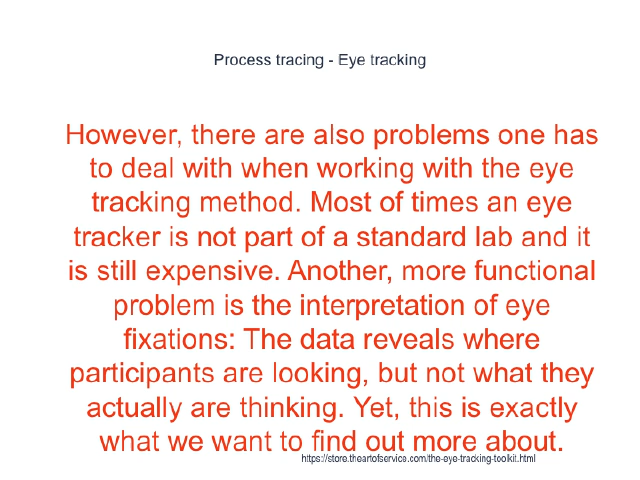 Process tracing - Eye tracking
However, there are also problems one has
to deal with when working with the eye
tracking method. Most of times an eye
tracker is not part of a standard lab and it
is still expensive. Another, more functional
problem is the interpretation of eye
fixations: The data reveals where
participants are looking, but not what they
actually are thinking. Yet, this is exactly
what we want to find out more about.
https://store.theartofservice.com/the-eye-tracking-toolkit.html